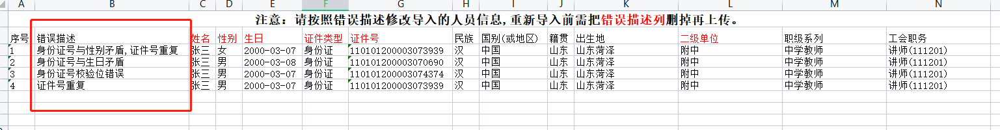 A B C D E F G H I J K L M N
注意：请按照错误描述修改导入的人员信息,重新导入前需把错误描述列删掉再上传。
序号 错误描述 姓名 性别 生日 证件类型 证件号 民族 国别(或地区) 籍贯 出生地 二级单位 职级系列 工会职务
1 身份证号与性别矛盾,证件号重复 张三 女 2000-03-07 身份证 110101200003073939 汉 中国 山东 山东菏泽 附中 中学教师 讲师(111201)
2 身份证号与生日矛盾 张三 男 2000-03-08 身份证 110101200003070690 汉 中国 山东 山东菏泽 附中 中学教师 讲师(111201)
3 身份证号校验位错误 张三 男 2000-03-07 身份证 110101200003074374 汉 中国 山东 山东菏泽 附中 中学教师 讲师(111201)
4 证件号重复 张三 男 2000-03-07 身份证 110101200003073939 汉 中国 山东 山东菏泽 附中 中学教师 讲师(111201)